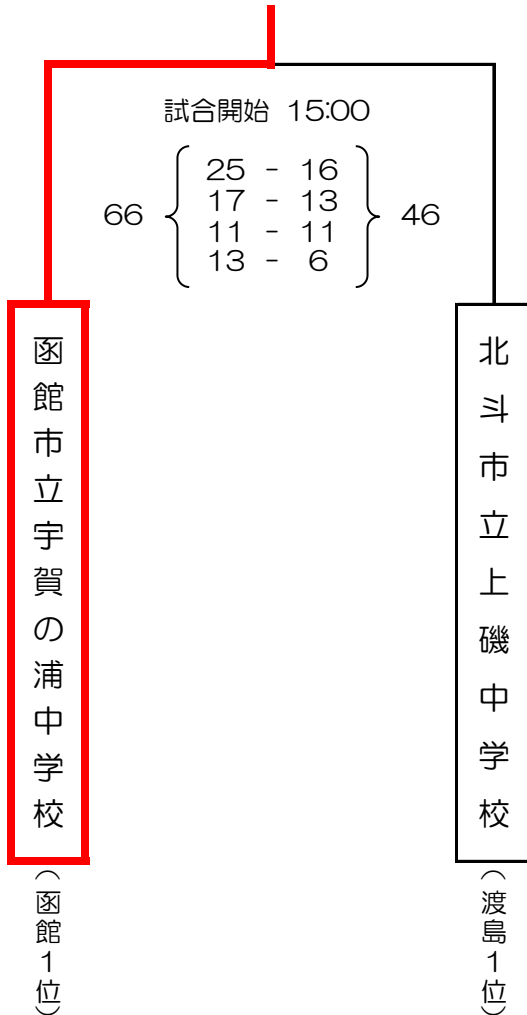 試合開始 15:00
66 25 - 16 46
17 - 13
11 - 11
13 - 6
函館市立宇賀の浦中学校
(函館1位)
北斗市立上磯中学校
(渡島1位)